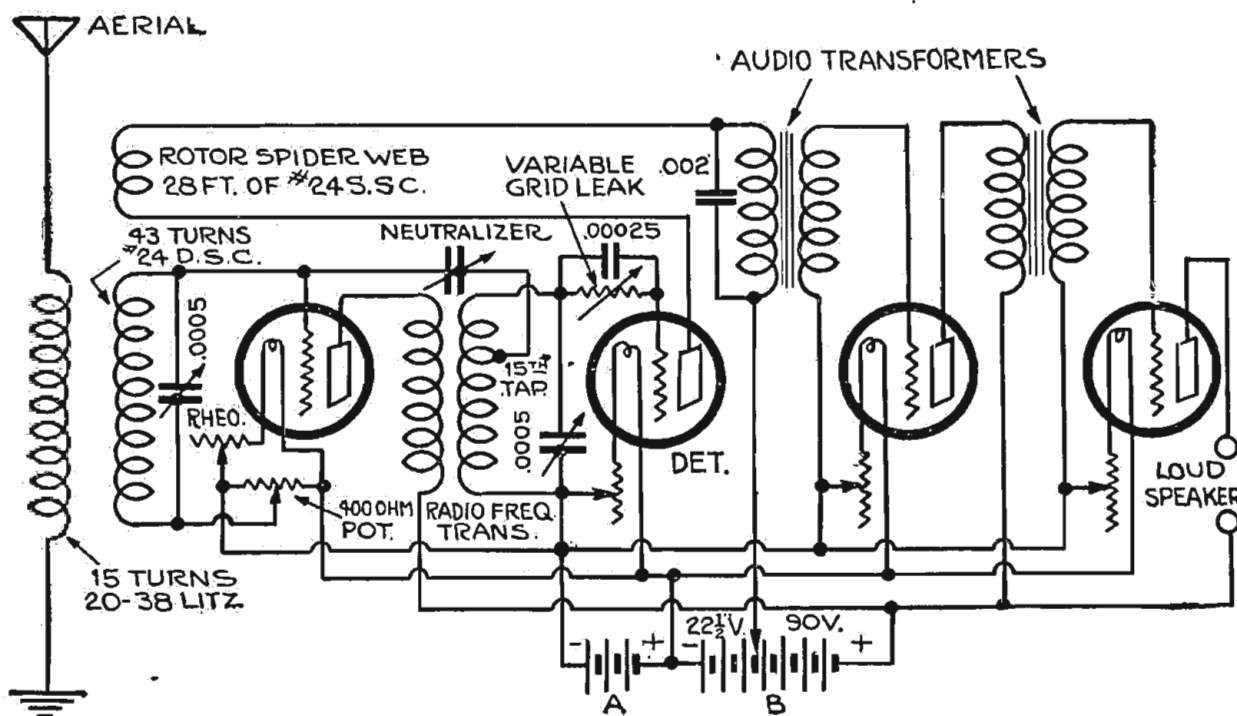 AERIAL
AUDIO TRANSFORMERS
ROTOR SPIDER WEB
28 FT. OF #24 S.S.C.
VARIABLE
GRID LEAK
.002
43 TURNS
#24 D.S.C.
NEUTRALIZER
.00025
.0005
15TH
TAP.
RHEO.
.0005
DET.
400 OHM
POT.
RADIO FREQ.
TRANS.
LOUD
SPEAKER
15 TURNS
20-38 LITZ
- + - 22½V. 90V. +
A B